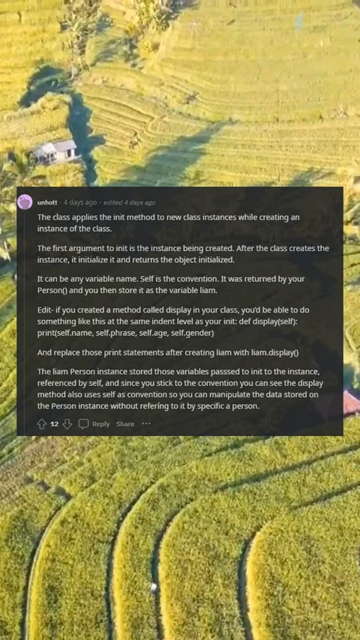 unhott · 4 days ago · edited 4 days ago
The class applies the init method to new class instances while creating an
instance of the class.
The first argument to init is the instance being created. After the class creates the
instance, it initialize it and returns the object initialized.
It can be any variable name. Self is the convention. It was returned by your
Person() and you then store it as the variable liam.
Edit- if you created a method called display in your class, you'd be able to do
something like this at the same indent level as your init: def display(self):
print(self.name, self.phrase, self.age, self.gender)
And replace those print statements after creating liam with liam.display()
The liam Person instance stored those variables passsed to init to the instance,
referenced by self, and since you stick to the convention you can see the display
method also uses self as convention so you can manipulate the data stored on
the Person instance without refering to it by specific a person.
12 Reply Share ···